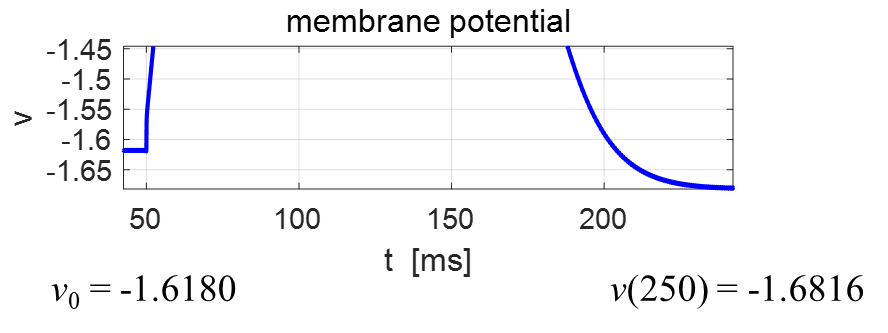 membrane potential
-1.45
-1.5
-1.55
-1.6
-1.65
v
50 100 150 200
t [ms]
v0 = -1.6180 v(250) = -1.6816